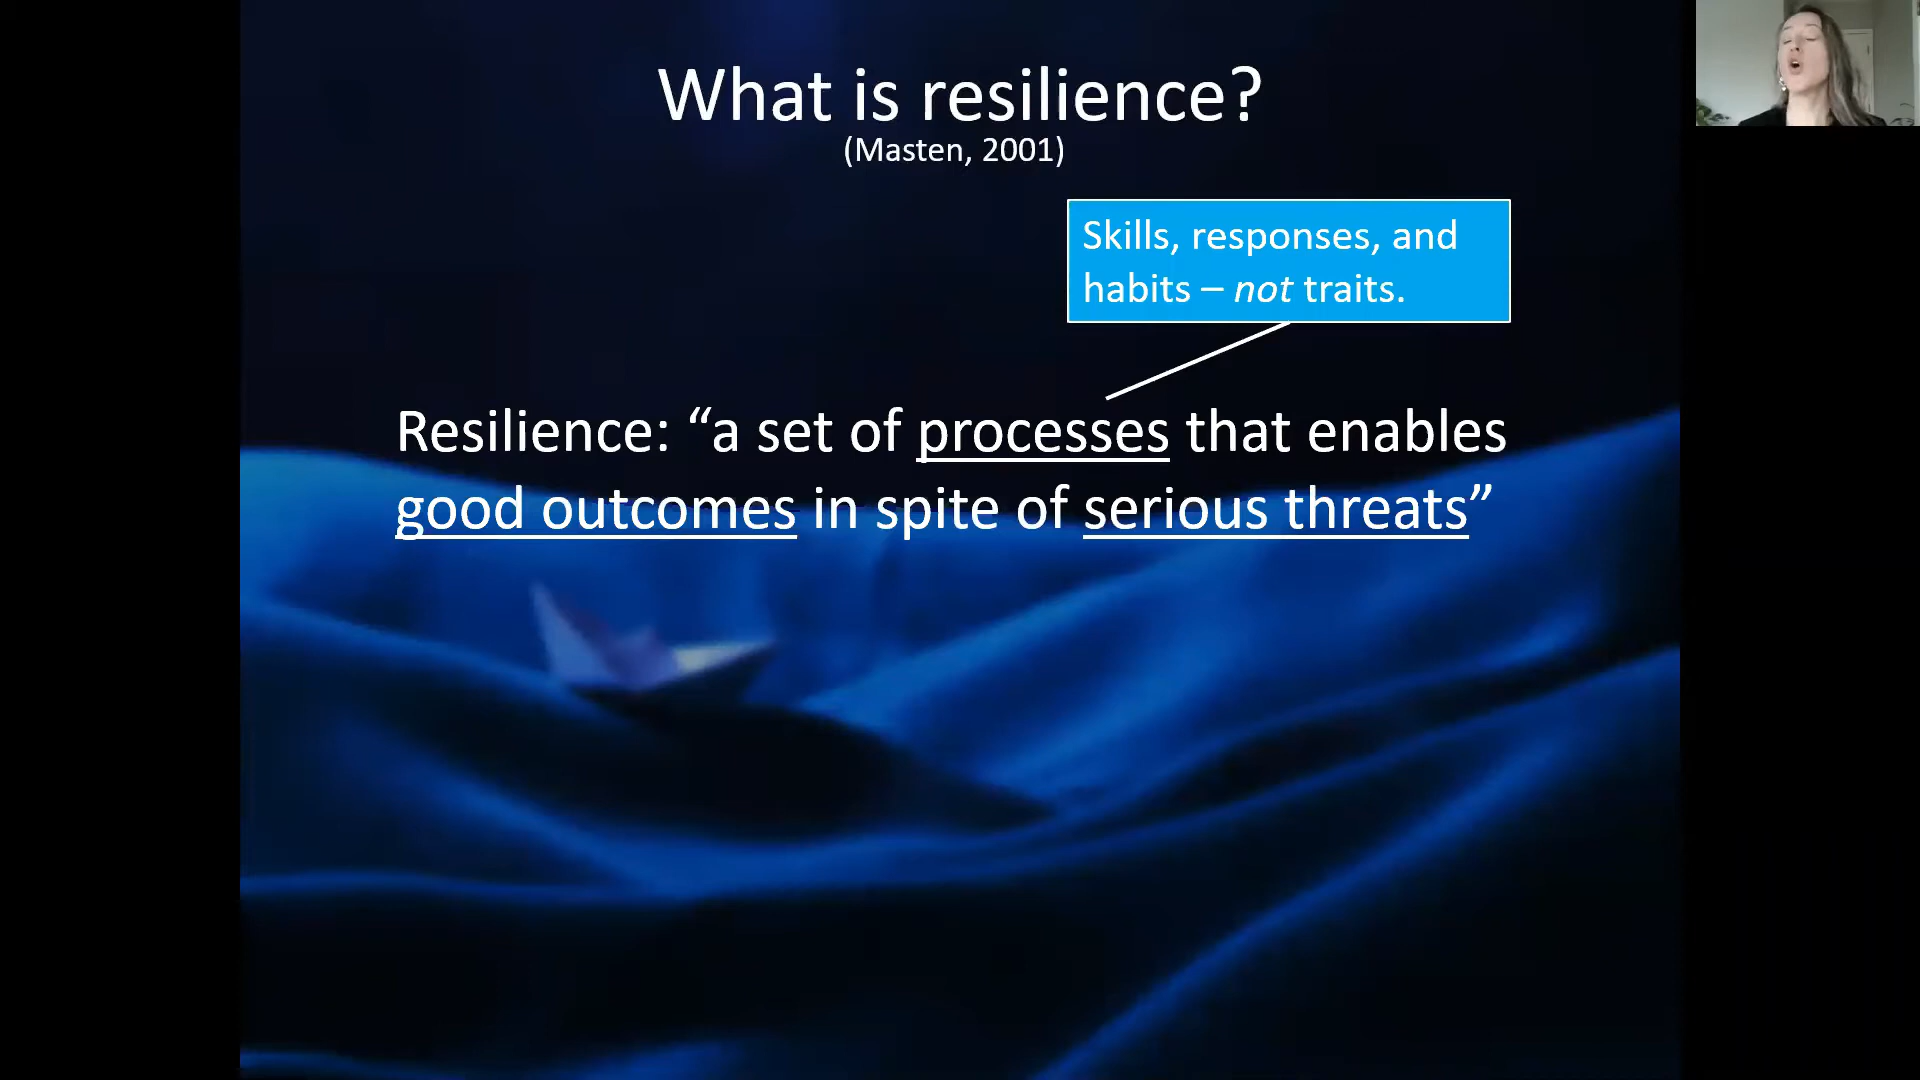 What is resilience?
(Masten, 2001)
Skills, responses, and
habits – not traits.
Resilience: “a set of processes that enables
good outcomes in spite of serious threats”